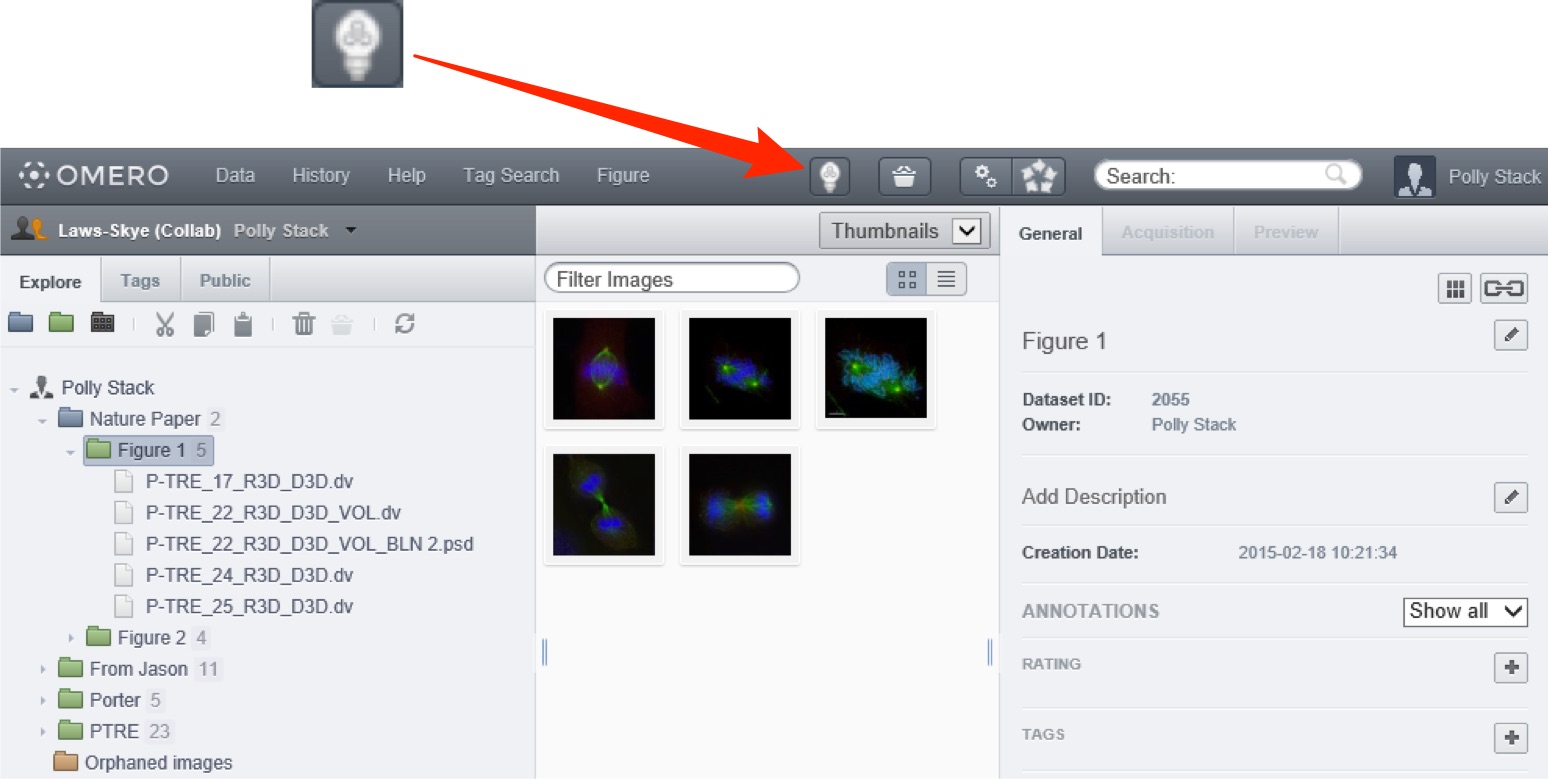 OMERO Data History Help Tag Search Figure Search: Polly Stack
Laws-Skye (Collab) Polly Stack
Explore Tags Public
Polly Stack
Nature Paper 2
Figure 1 5
P-TRE_17_R3D_D3D.dv
P-TRE_22_R3D_D3D_VOL.dv
P-TRE_22_R3D_D3D_VOL_BLN 2.psd
P-TRE_24_R3D_D3D.dv
P-TRE_25_R3D_D3D.dv
Figure 2 4
From Jason 11
Porter 5
PTRE 23
Orphaned images
Thumbnails
Filter Images
General Acquisition Preview
Figure 1
Dataset ID: 2055
Owner: Polly Stack
Add Description
Creation Date: 2015-02-18 10:21:34
ANNOTATIONS Show all
RATING
TAGS